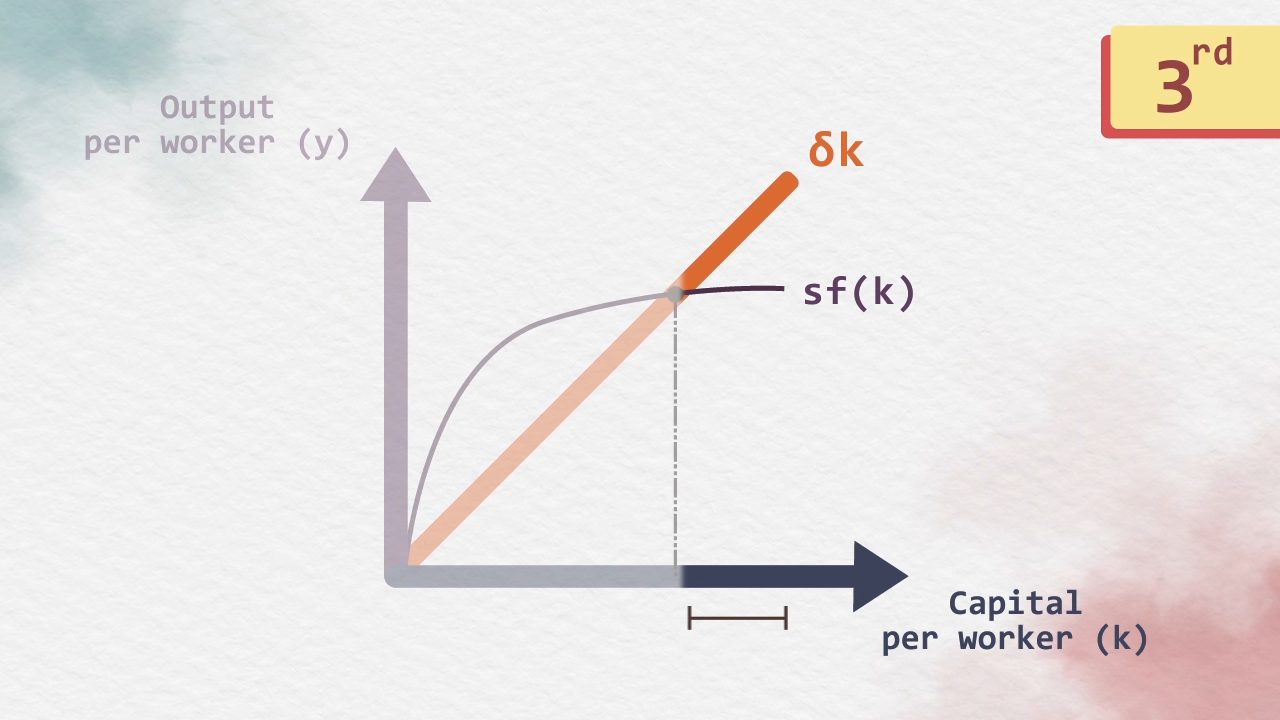 3rd
Output
per worker (y)
δk
sf(k)
Capital
per worker (k)